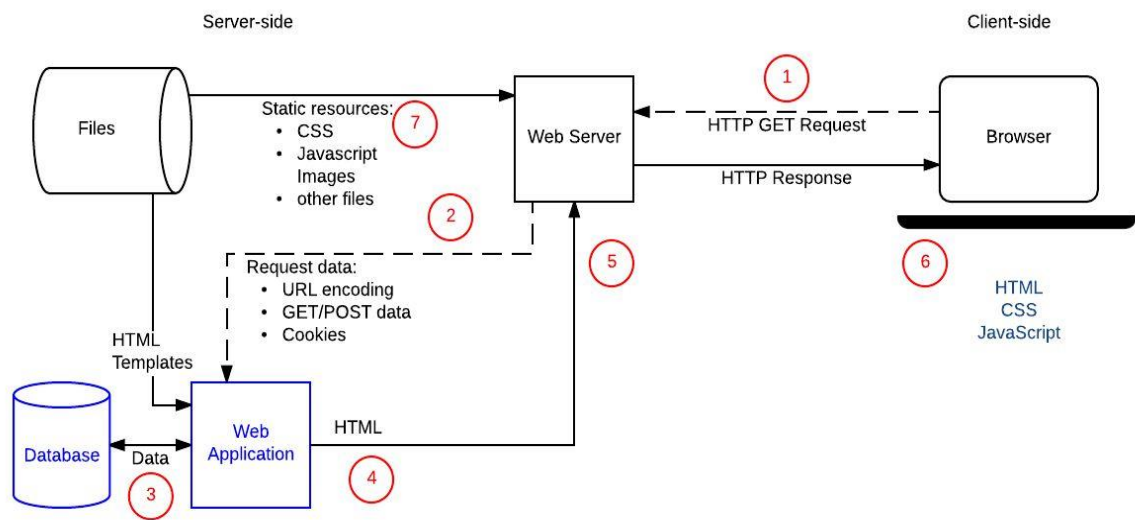 Server-side
Client-side
Files
Static resources:
• CSS
• Javascript
Images
• other files
7
Web Server
1
HTTP GET Request
HTTP Response
Browser
2
Request data:
• URL encoding
• GET/POST data
• Cookies
5
6
HTML
CSS
JavaScript
HTML
Templates
Database
Data
3
Web
Application
HTML
4